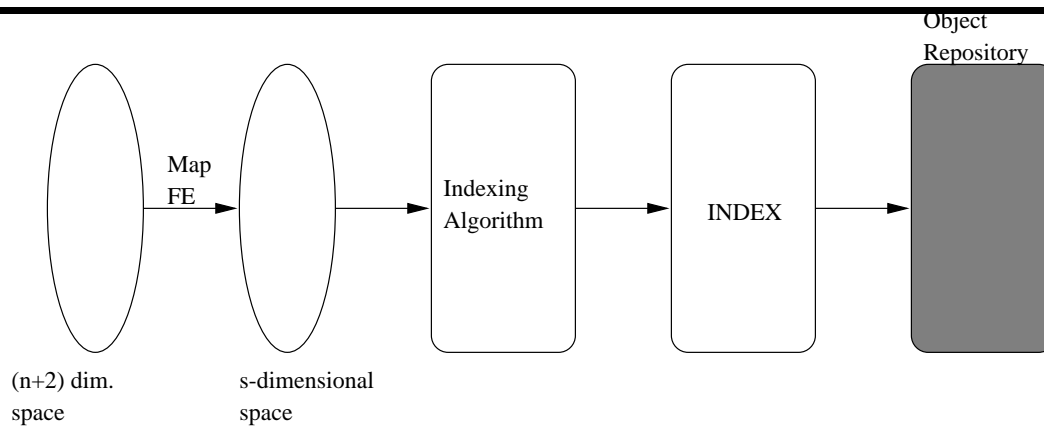 Object
Repository
Map
FE
Indexing
Algorithm
INDEX
(n+2) dim.
space
s-dimensional
space